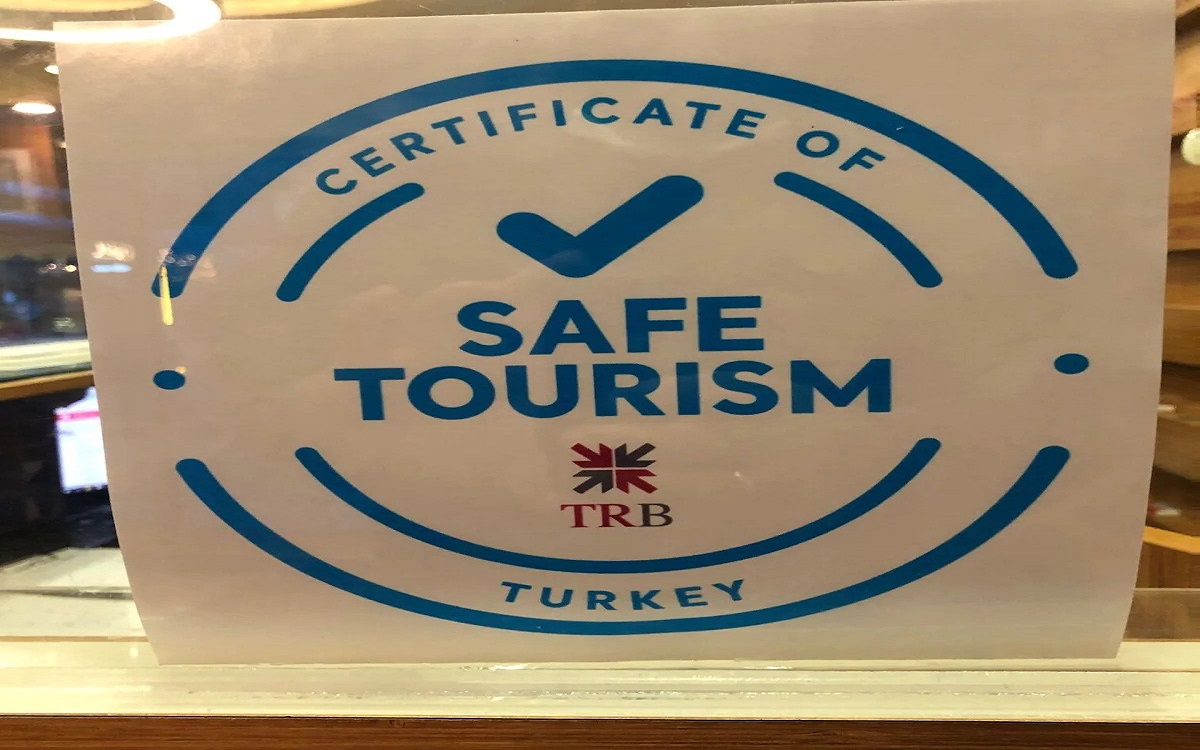 CERTIFICATE OF
SAFE
TOURISM
TRB
TURKEY